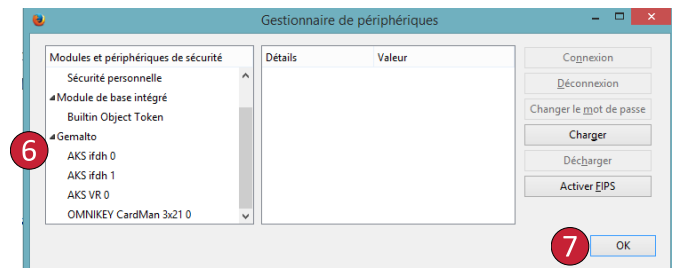 Gestionnaire de périphériques
Modules et périphériques de sécurité
Détails
Valeur
Sécurité personnelle
Module de base intégré
Builtin Object Token
6
Gemalto
AKS ifdh 0
AKS ifdh 1
AKS VR 0
OMNIKEY CardMan 3x21 0
Connexion
Déconnexion
Changer le mot de passe
Charger
Décharger
Activer FIPS
7
OK